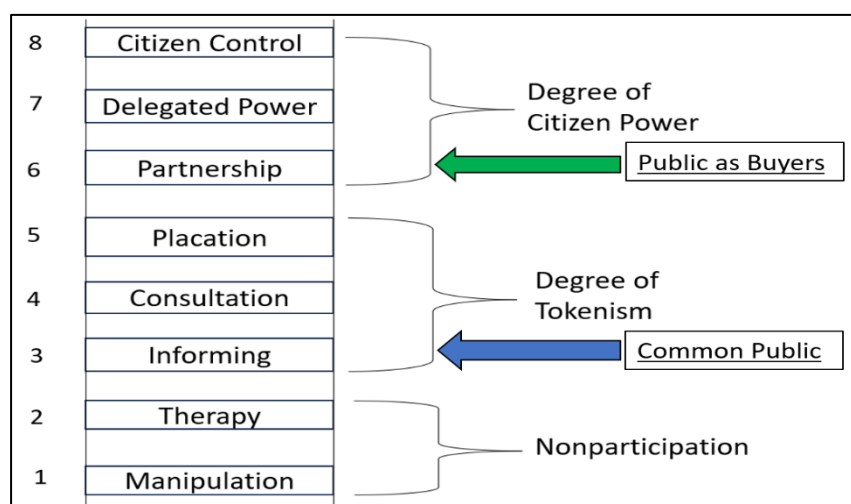 8 Citizen Control
7 Delegated Power
Degree of
Citizen Power
6 Partnership
Public as Buyers
5 Placation
4 Consultation
Degree of
Tokenism
3 Informing
Common Public
2 Therapy
Nonparticipation
1 Manipulation